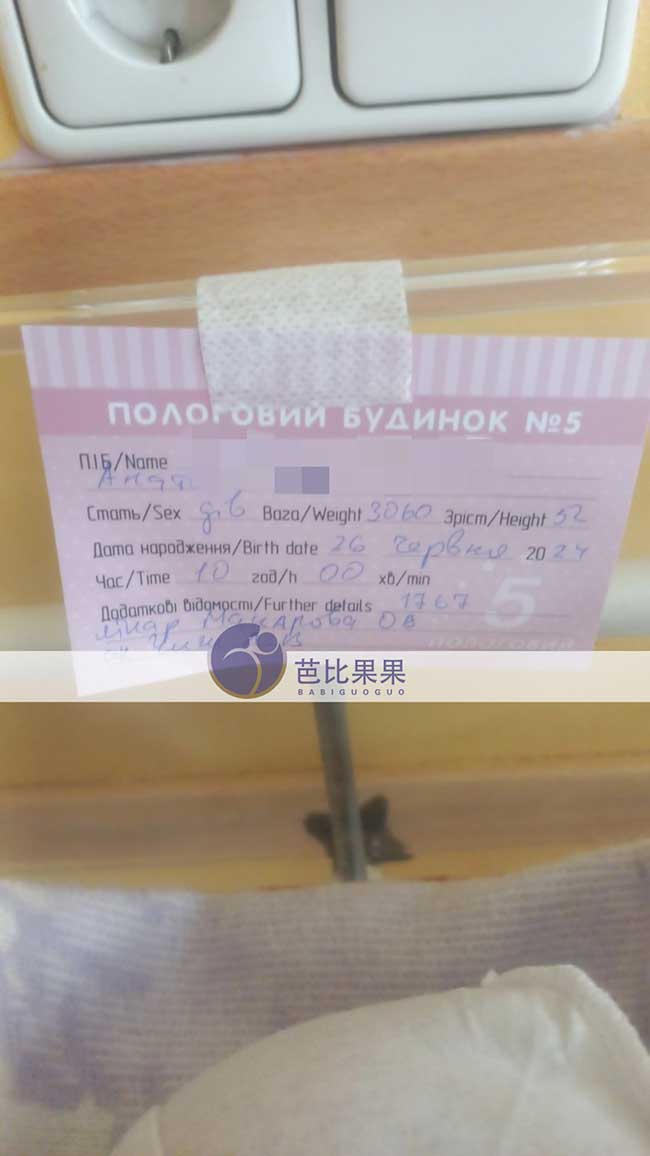 ПОЛОГОВИЙ БУДИНОК №5
П.І.Б/Name
Стать/Sex дів Вага/Weight 3060 Зріст/Height 52
Дата народження/Birth date 26 червня 2024
Час/Time 10 год/h 00 хв/min
Додаткові відомості/Further details 1767
лікар Макарова О.В
5
ПОЛОГОВИЙ
芭比果果
BABIGUOGUO